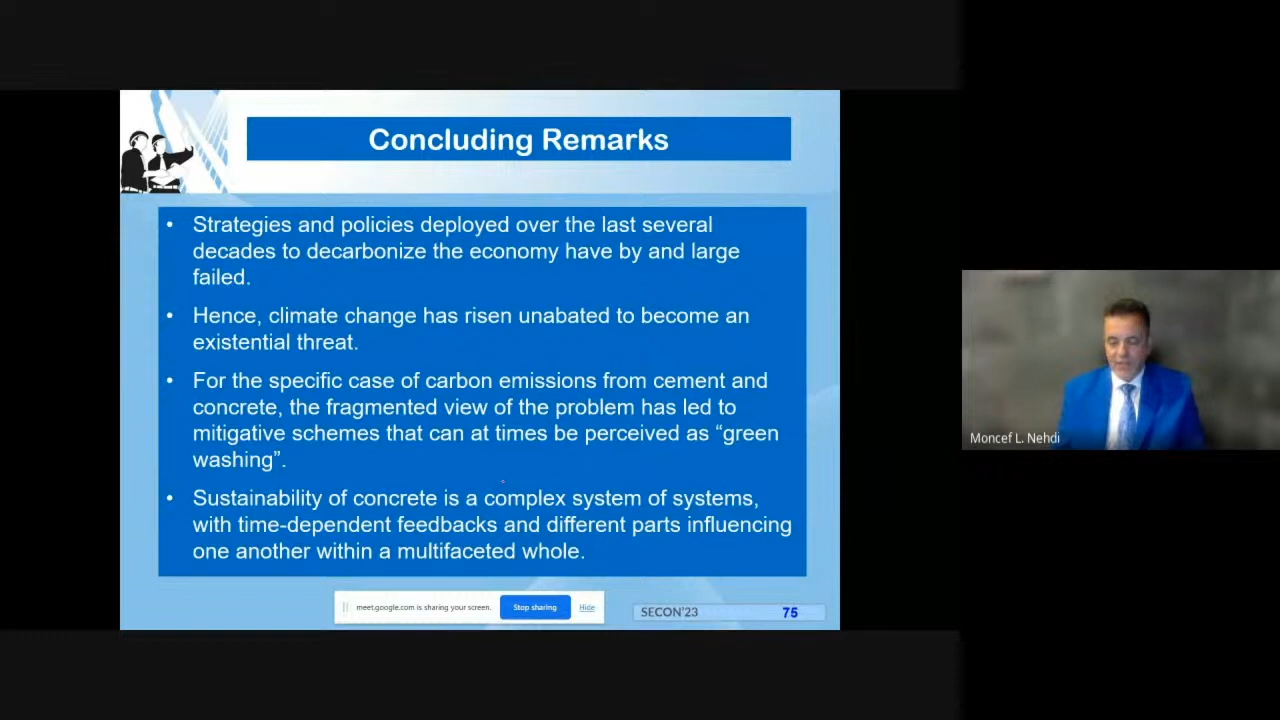 Concluding Remarks
• Strategies and policies deployed over the last several
decades to decarbonize the economy have by and large
failed.
• Hence, climate change has risen unabated to become an
existential threat.
• For the specific case of carbon emissions from cement and
concrete, the fragmented view of the problem has led to
mitigative schemes that can at times be perceived as “green
washing”.
• Sustainability of concrete is a complex system of systems,
with time-dependent feedbacks and different parts influencing
one another within a multifaceted whole.
meet.google.com is sharing your screen.
Stop sharing
Hide
SECON'23
75
Moncef L. Nehdi